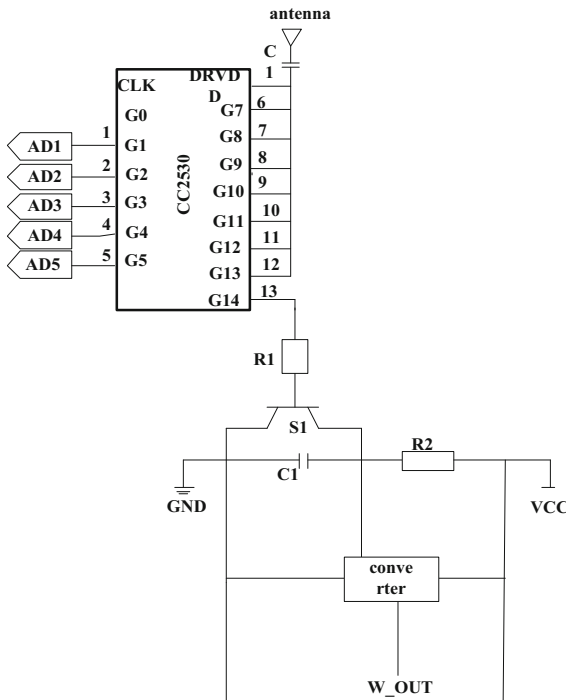 antenna
C
1
DRVD
D
CLK
G0
G7
6
1
G1
AD1
G8
7
2
G2
AD2
G9
8
3
G3
AD3
G10
9
4
G4
AD4
G11
10
5
G5
AD5
G12
11
G13
12
CC2530
G14
13
R1
S1
R2
C1
GND
VCC
conve
rter
W_OUT